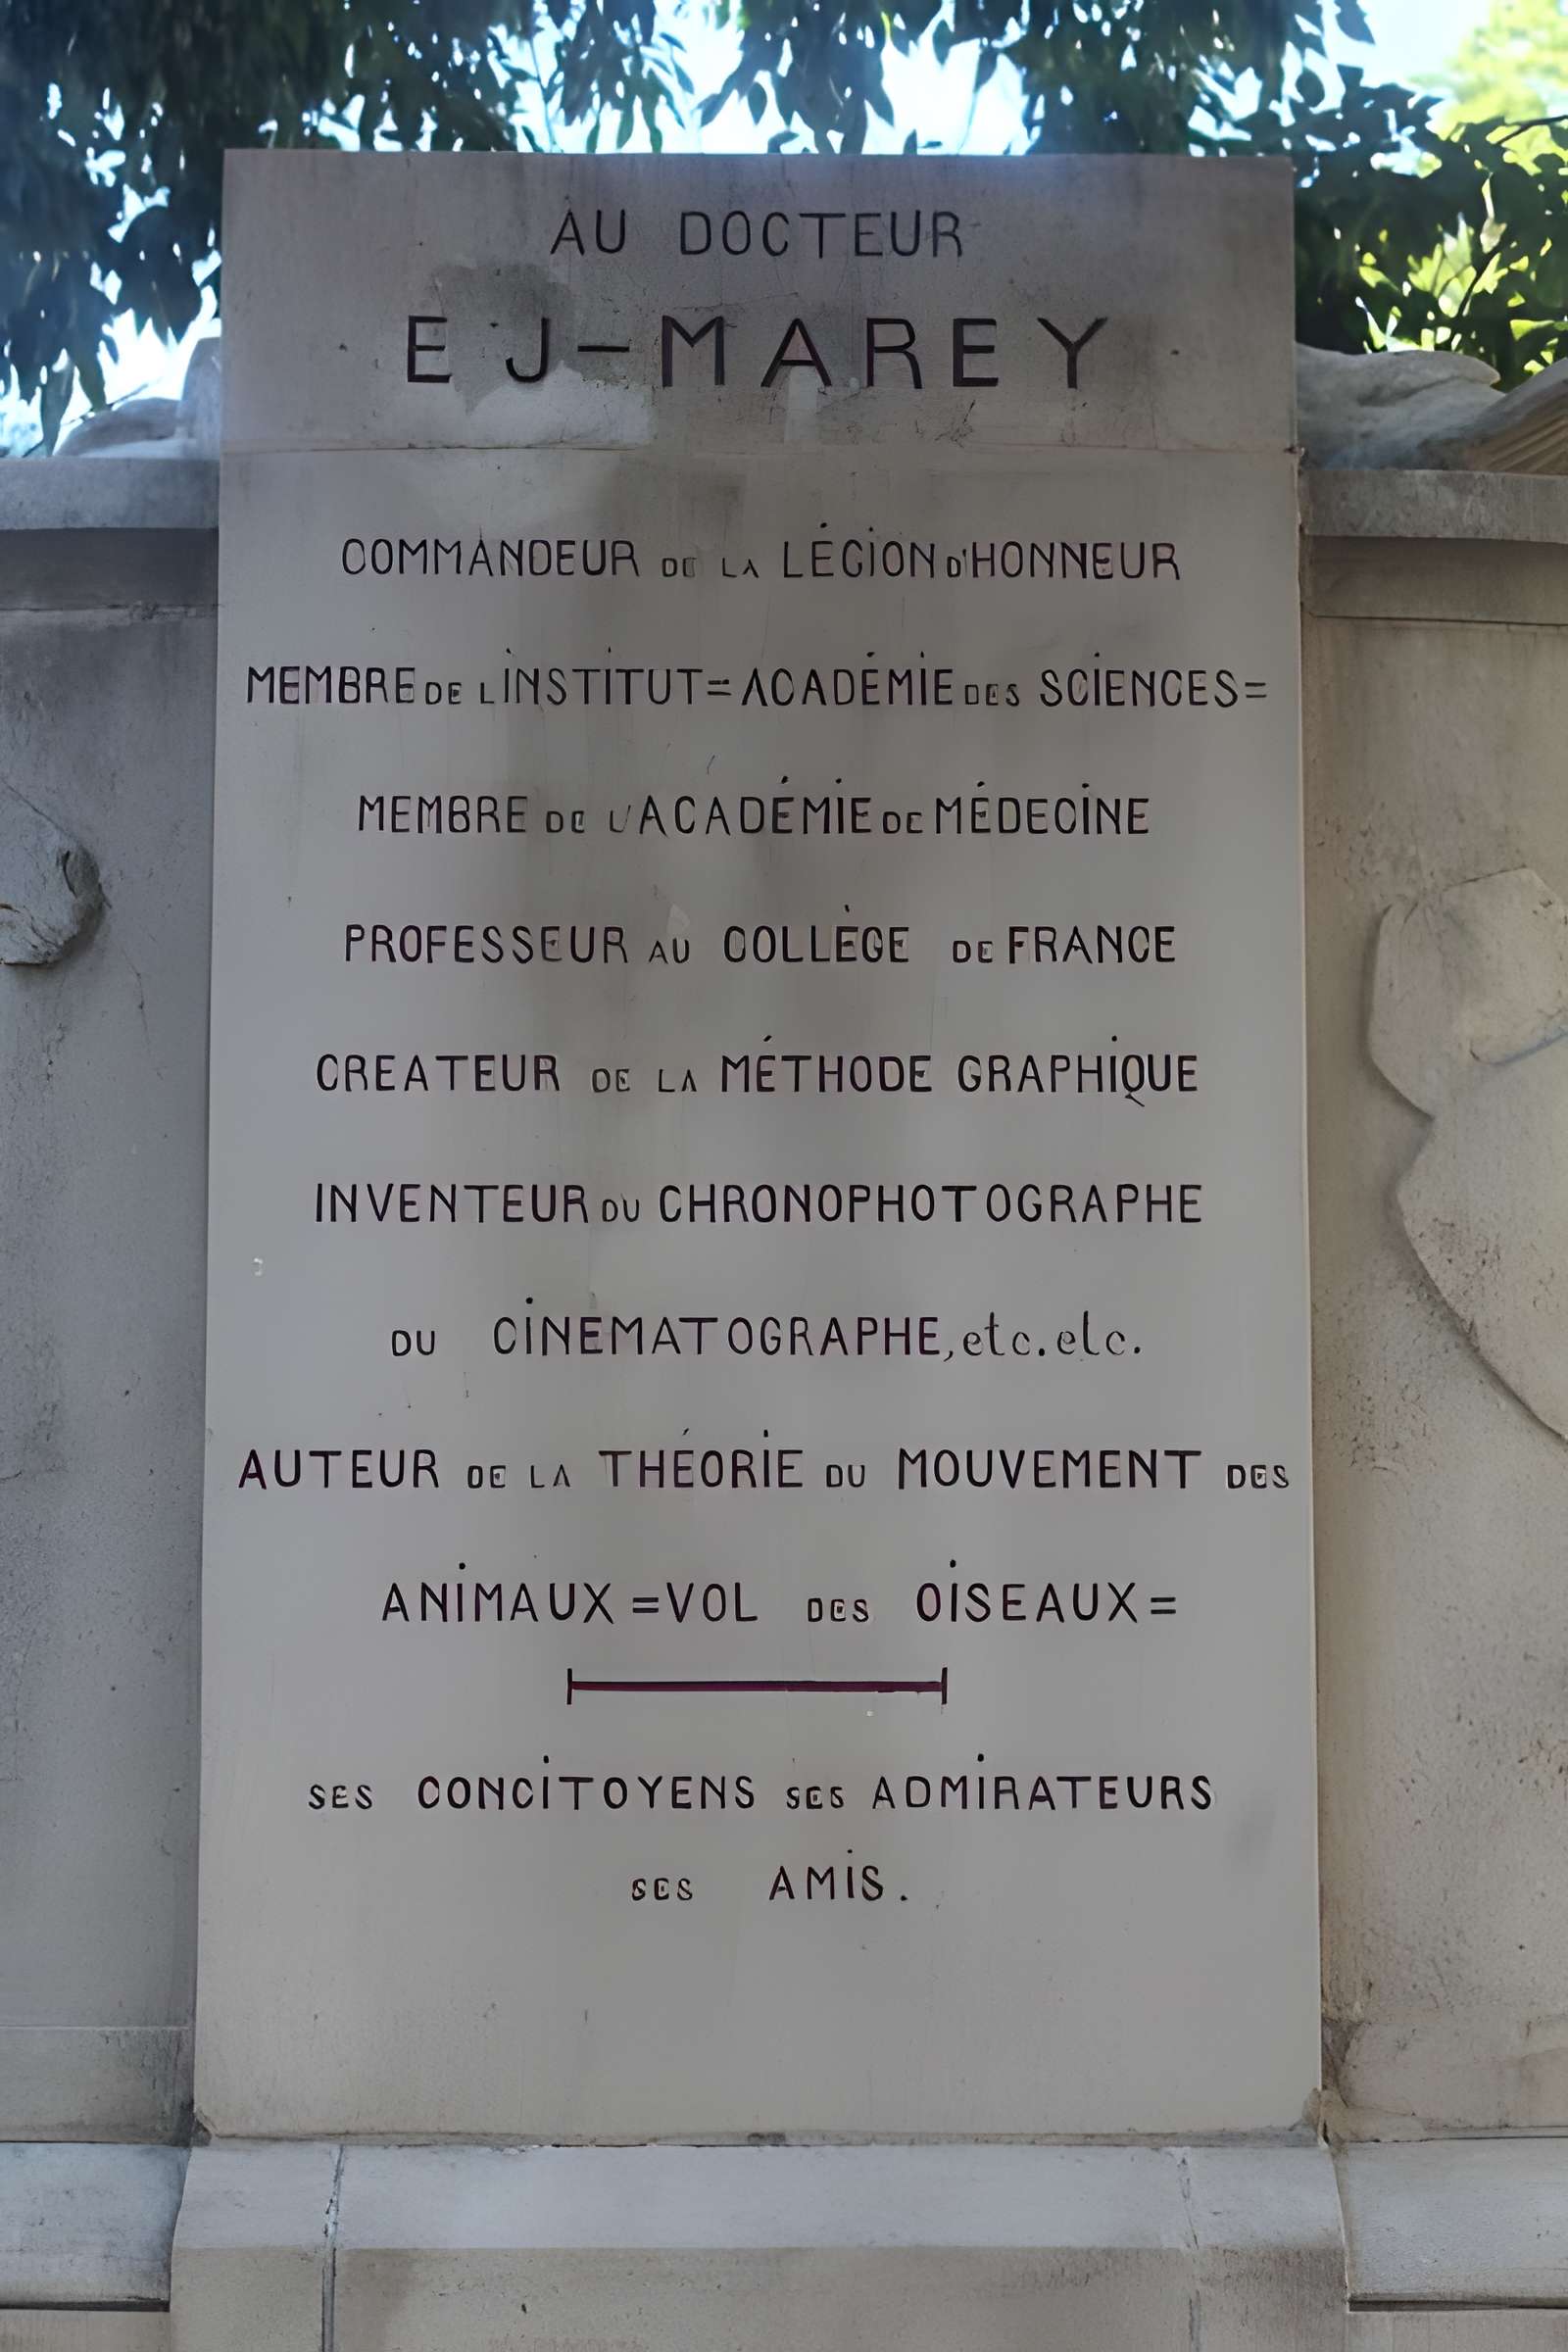 AU DOCTEUR
E J-MAREY
COMMANDEUR DE LA LÉGION D'HONNEUR
MEMBRE DE L INSTITUT=ACADÉMIE DES SCIENCES=
MEMBRE DE L'ACADÉMIE DE MÉDECINE
PROFESSEUR AU COLLÈGE DE FRANCE
CREATEUR DE LA MÉTHODE GRAPHIQUE
INVENTEUR DU CHRONOPHOTOGRAPHE
DU CINEMATOGRAPHE, etc. etc.
AUTEUR DE LA THÉORIE DU MOUVEMENT DES
ANIMAUX =VOL DES OISEAUX=
SES CONCITOYENS SES ADMIRATEURS
SES AMIS.